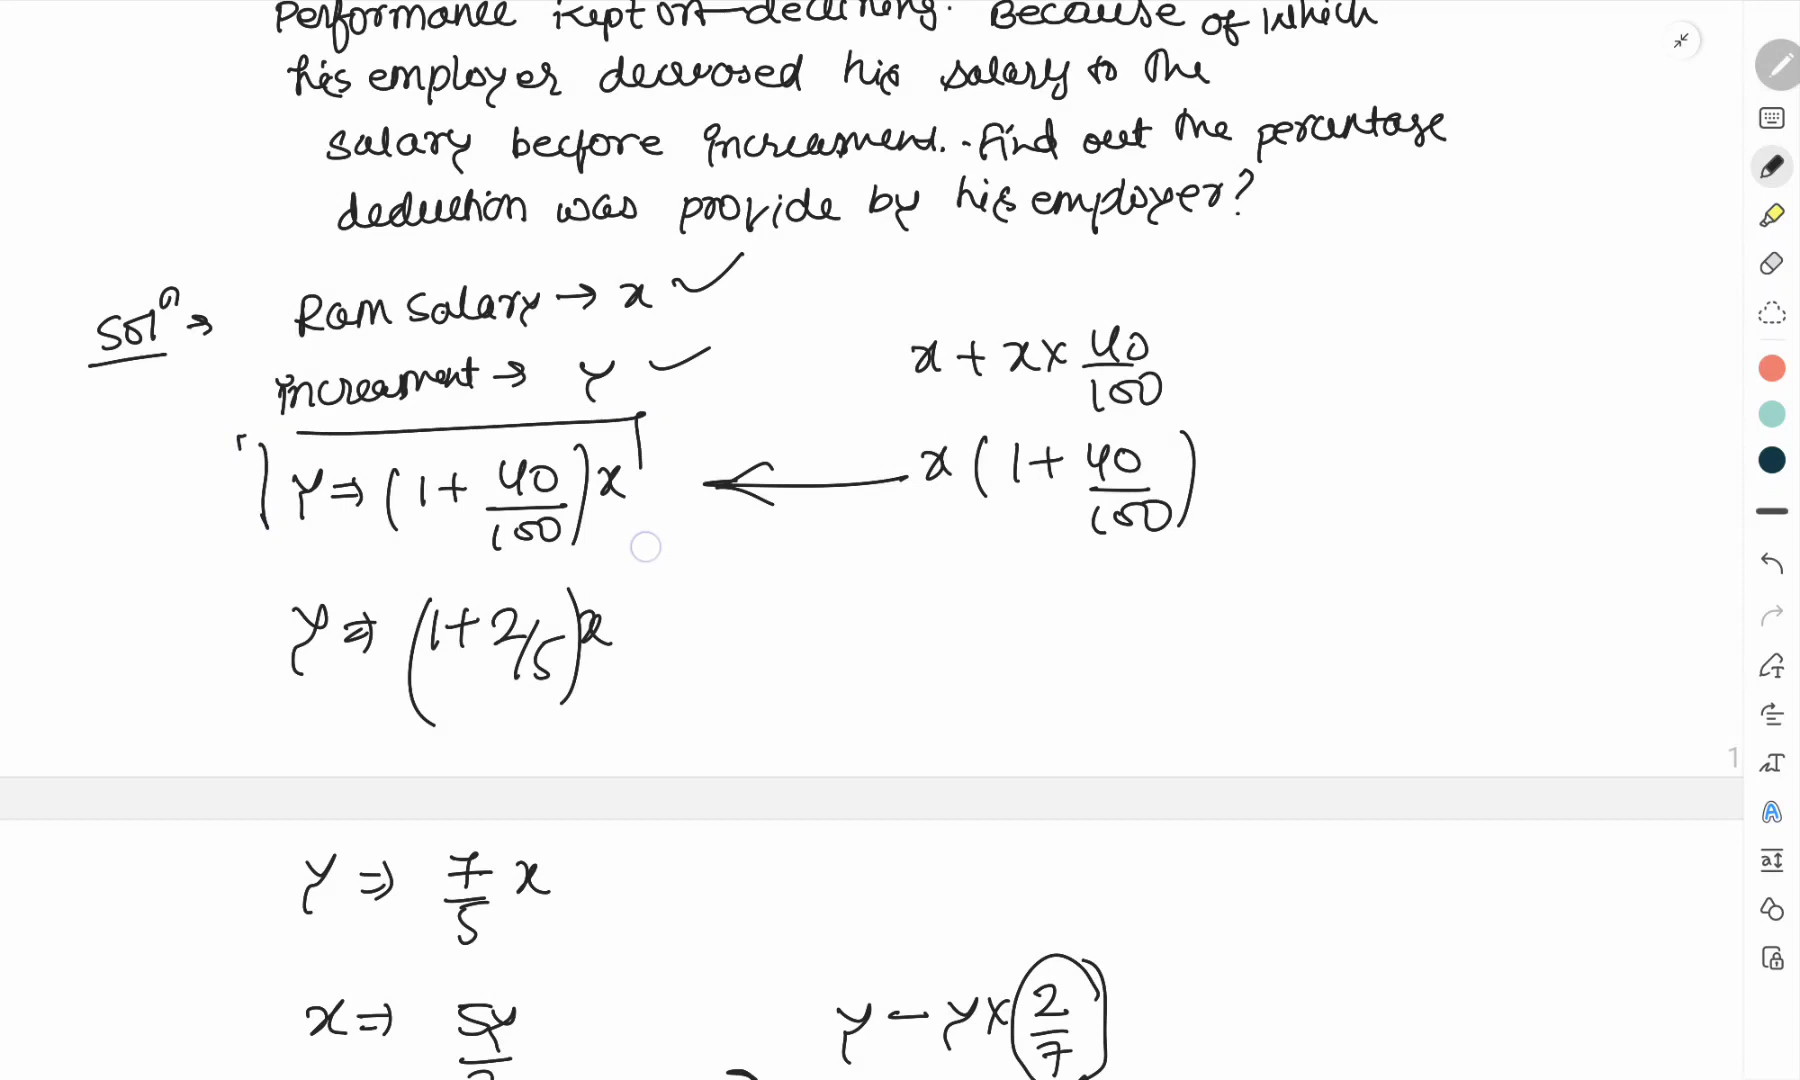 Performance kept on declining. Because of which
his employer decreased his salary to the
salary before increament. Find out the percentage
deduction was provide by his employer?
Solⁿ → Ram Salary → x ✓
increament → y ✓
x + x × 40/100
y ⇒ (1 + 40/100) x ← x (1 + 40/100)
y ⇒ (1 + 2/5) x
1
y ⇒ 7/5 x
x ⇒ 5y/ y - y × 2/7